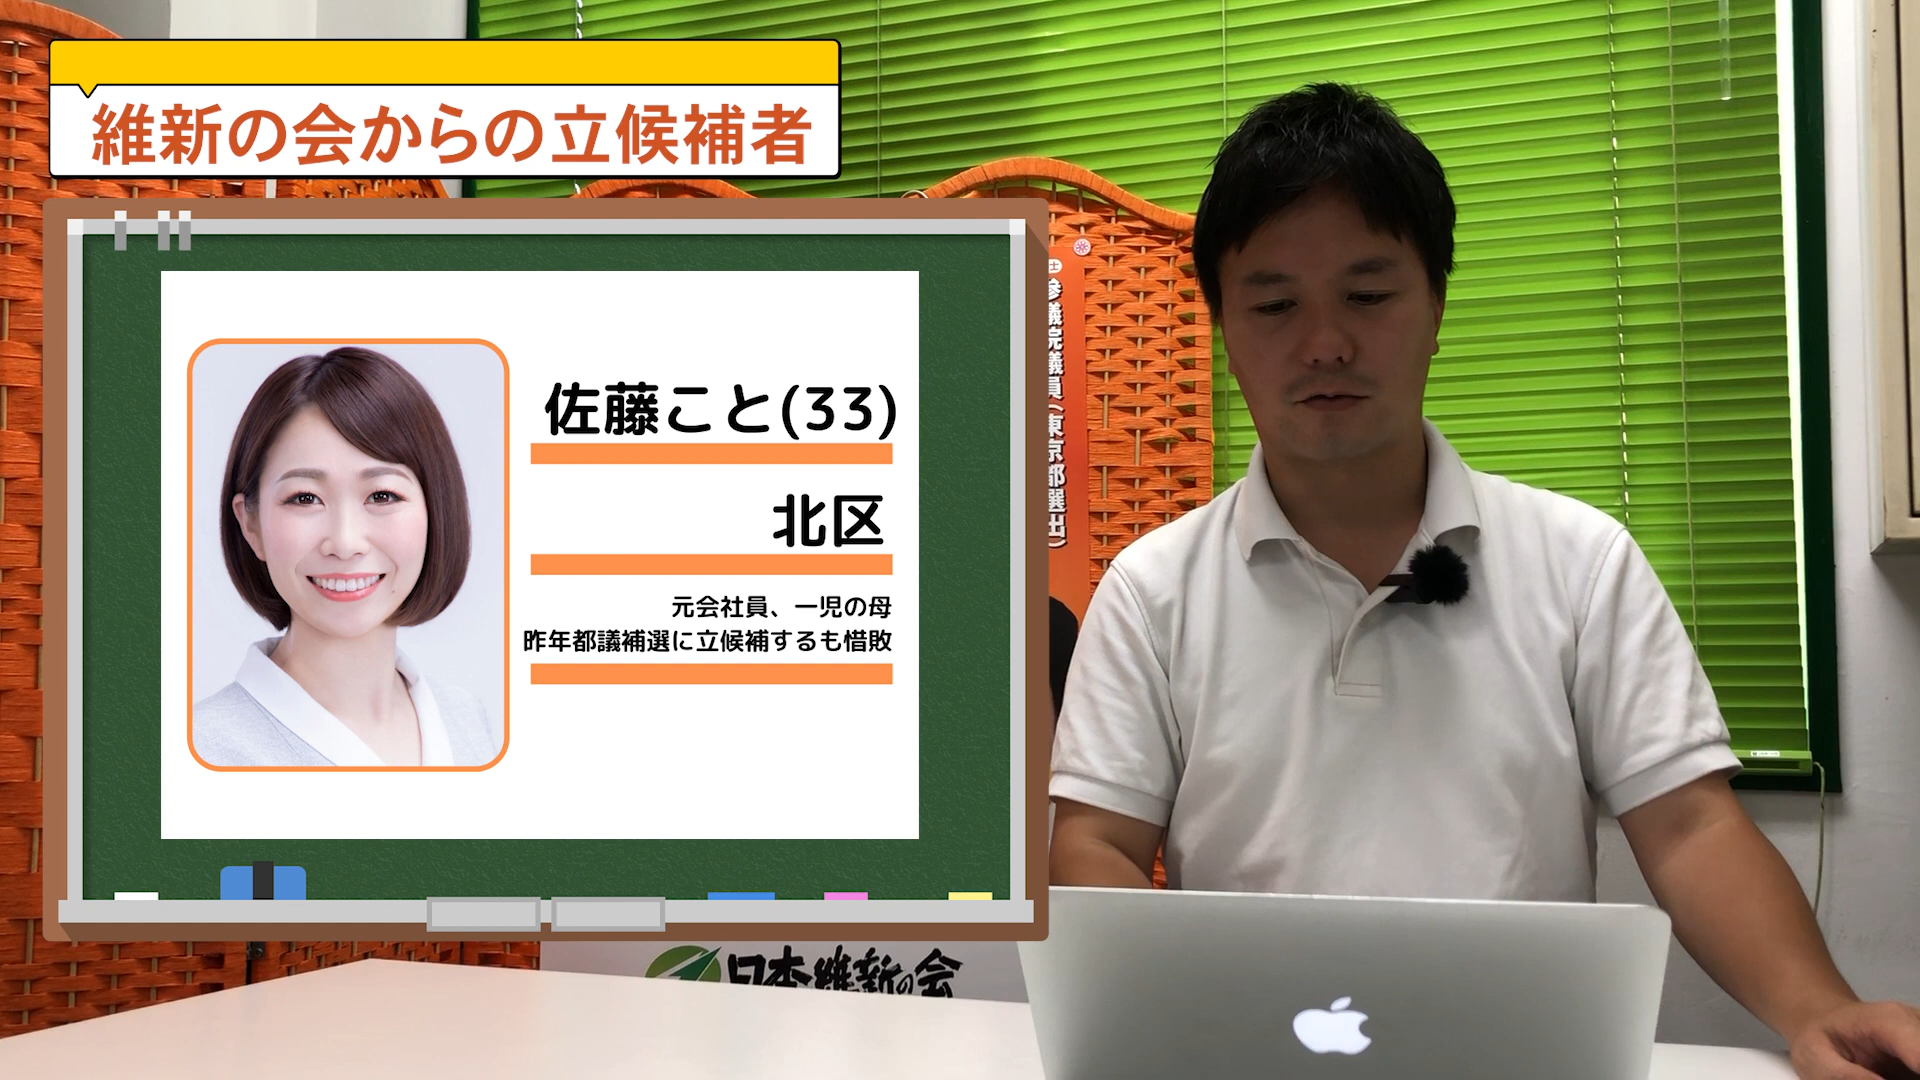 維新の会からの立候補者
佐藤こと(33)
北区
元会社員、一児の母
昨年都議補選に立候補するも惜敗
参議院議員(東京都選出)
日本維新の会